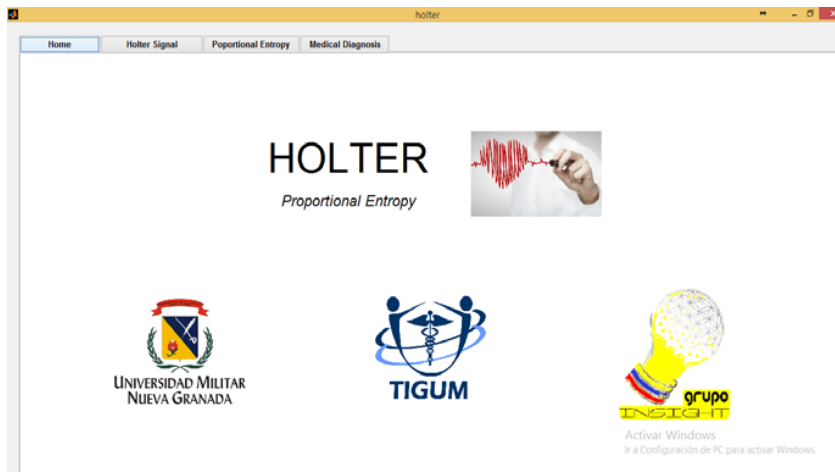 holter
Home
Holter Signal
Poportional Entropy
Medical Diagnosis
HOLTER
Proportional Entropy
UNIVERSIDAD MILITAR
NUEVA GRANADA
TIGUM
grupo
INSIGHT
Activar Windows
Ir a Configuración de PC para activar Windows.